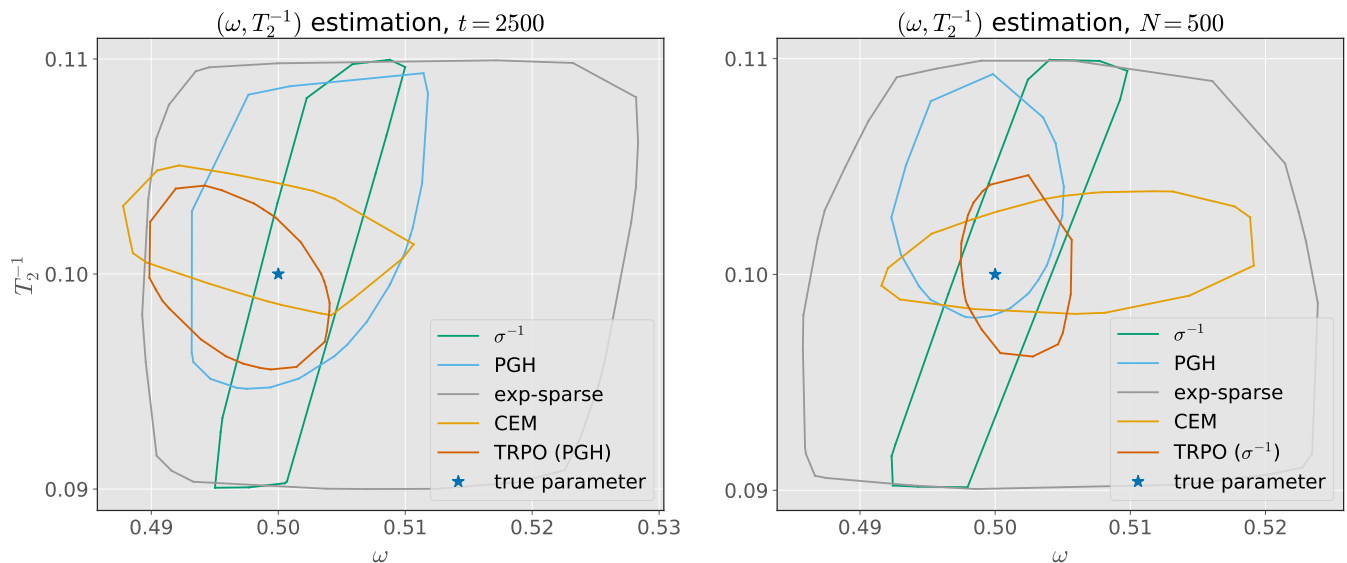 (ω, T₂⁻¹) estimation, t = 2500
0.11
0.10
0.09
T₂⁻¹
0.49 0.50 0.51 0.52 0.53
ω
σ⁻¹
PGH
exp-sparse
CEM
TRPO (PGH)
true parameter
(ω, T₂⁻¹) estimation, N = 500
0.11
0.10
0.09
0.49 0.50 0.51 0.52
ω
σ⁻¹
PGH
exp-sparse
CEM
TRPO (σ⁻¹)
true parameter